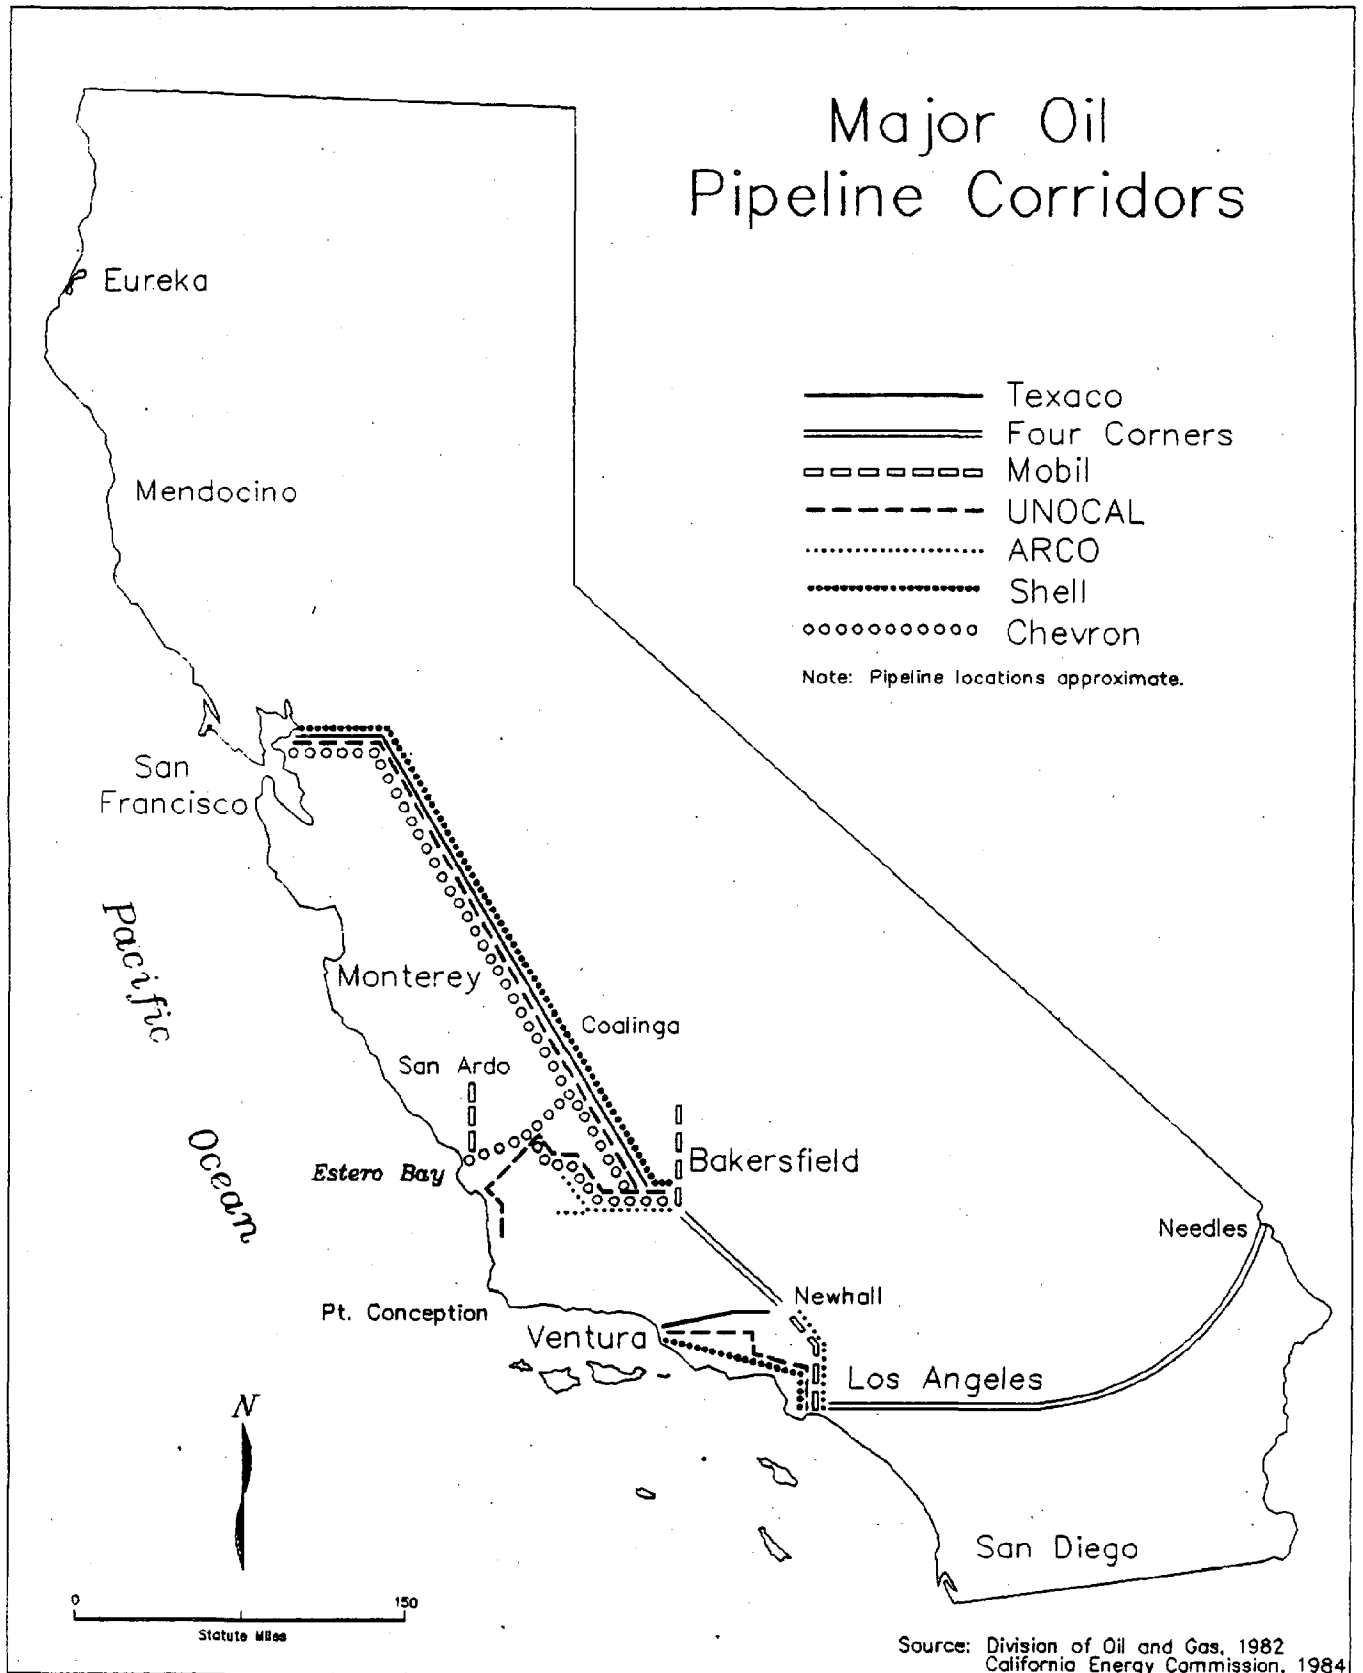 Major Oil
Pipeline Corridors
Eureka
Texaco
Four Corners
Mobil
Mendocino
UNOCAL
ARCO
Shell
Chevron
Note: Pipeline locations approximate.
San
Francisco
Pacific
Ocean
Monterey
Coalinga
San Ardo
Estero Bay
Bakersfield
Needles
Newhall
Pt. Conception
Ventura
Los Angeles
N
San Diego
0 150
Statute Miles
Source: Division of Oil and Gas, 1982
California Energy Commission, 1984